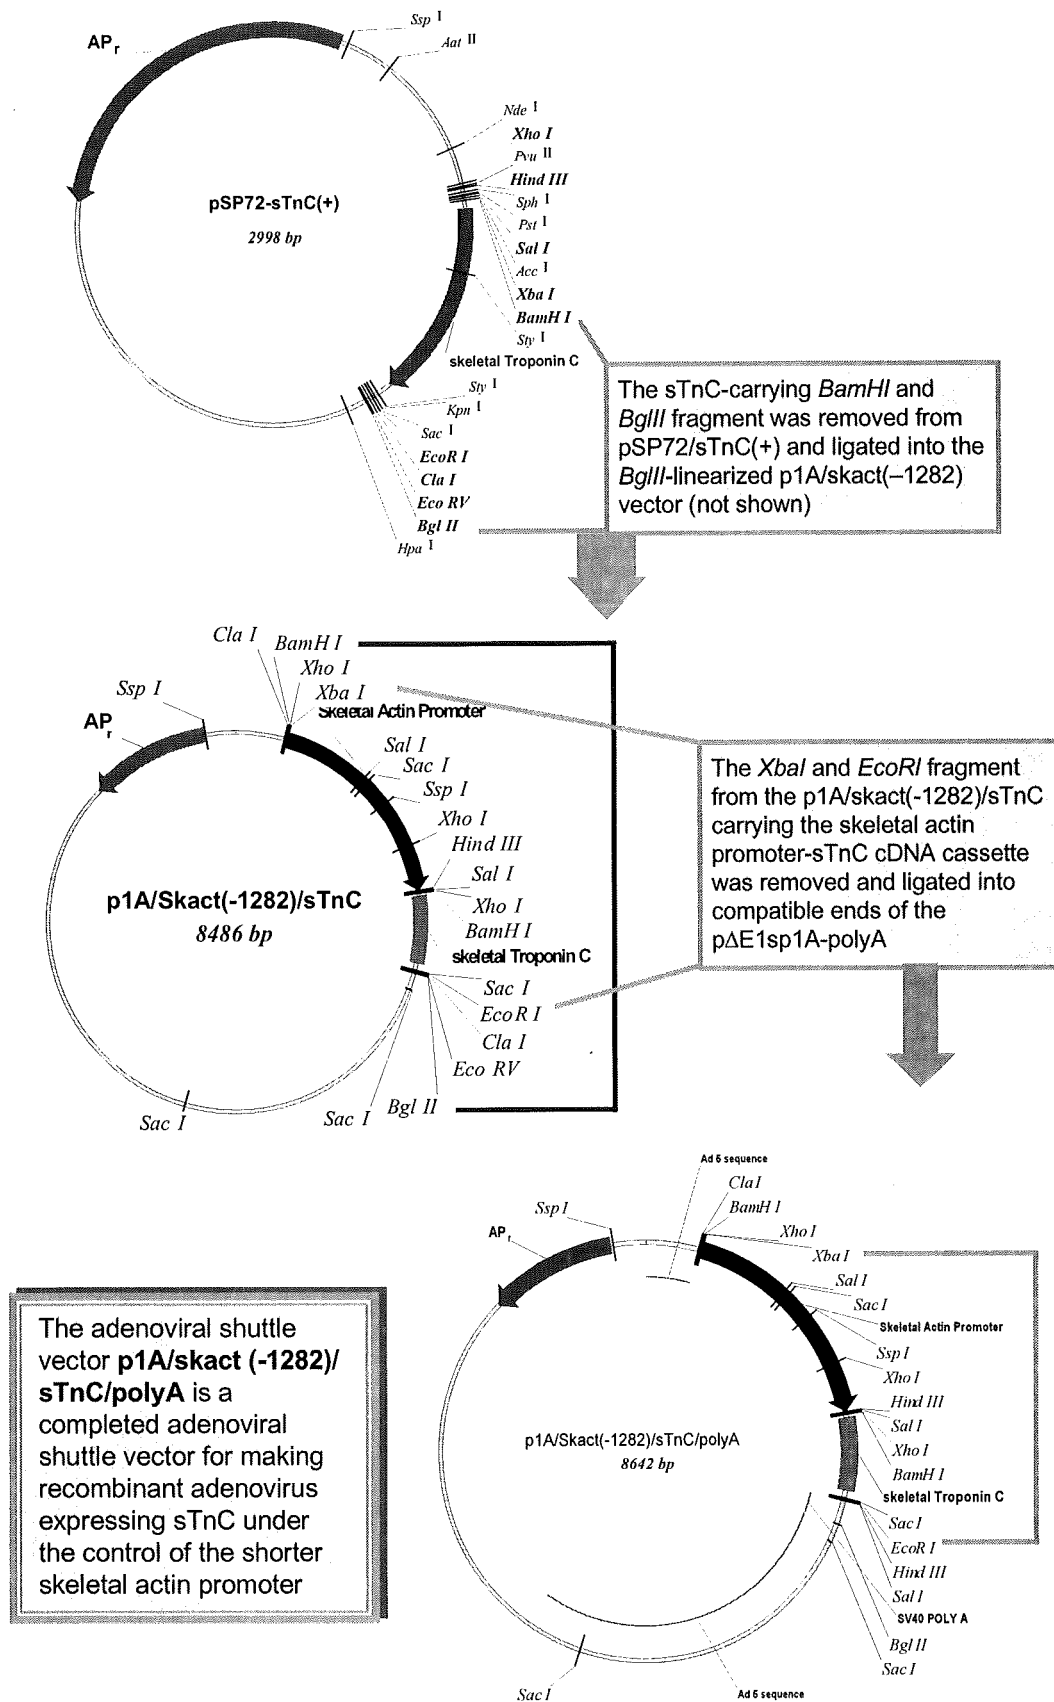 Ssp I
AP r
Aat II
Nde I
Xho I
Pvu II
Hind III
Sph I
Pst I
Sal I
Acc I
Xba I
BamH I
Sty I
pSP72-sTnC(+)
2998 bp
skeletal Troponin C
Sty I
Kpn I
Sac I
EcoR I
Cla I
Eco RV
Bgl II
Hpa I
The sTnC-carrying BamHI and
BglII fragment was removed from
pSP72/sTnC(+) and ligated into the
BglII-linearized p1A/skact(–1282)
vector (not shown)
Cla I
BamH I
Xho I
Xba I
Ssp I
Skeletal Actin Promoter
AP r
Sal I
Sac I
Ssp I
Xho I
Hind III
Sal I
Xho I
BamH I
p1A/Skact(-1282)/sTnC
8486 bp
skeletal Troponin C
Sac I
EcoR I
Cla I
Eco RV
Bgl II
Sac I
Sac I
The XbaI and EcoRI fragment
from the p1A/skact(-1282)/sTnC
carrying the skeletal actin
promoter-sTnC cDNA cassette
was removed and ligated into
compatible ends of the
pΔE1sp1A-polyA
Ad 5 sequence
Cla I
BamH I
Xho I
Xba I
Ssp I
AP r
Sal I
Sac I
Skeletal Actin Promoter
Ssp I
Xho I
Hind III
Sal I
Xho I
BamH I
p1A/Skact(-1282)/sTnC/polyA
8642 bp
skeletal Troponin C
Sac I
EcoR I
Hind III
Sal I
SV40 POLY A
Bgl II
Sac I
Sac I
Ad 5 sequence
The adenoviral shuttle
vector p1A/skact (-1282)/
sTnC/polyA is a
completed adenoviral
shuttle vector for making
recombinant adenovirus
expressing sTnC under
the control of the shorter
skeletal actin promoter